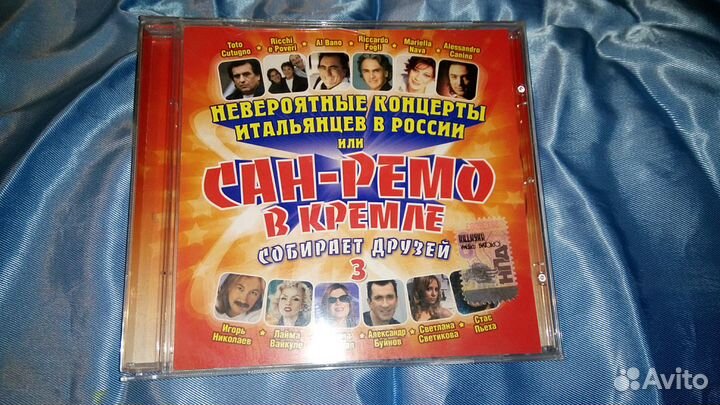 Toto Cutugno ★ Ricchi e Poveri ★ Al Bano ★ Riccardo Fogli ★ Mariella Nava ★ Alessandro Canino
НЕВЕРОЯТНЫЕ КОНЦЕРТЫ
ИТАЛЬЯНЦЕВ В РОССИИ
ИЛИ
САН-РЕМО
В КРЕМЛЕ
СОБИРАЕТ ДРУЗЕЙ
3
НПД
Игорь Николаев ★ Лайма Вайкуле ★ Александр Буйнов ★ Светлана Светикова ★ Стас Пьеха
Avito